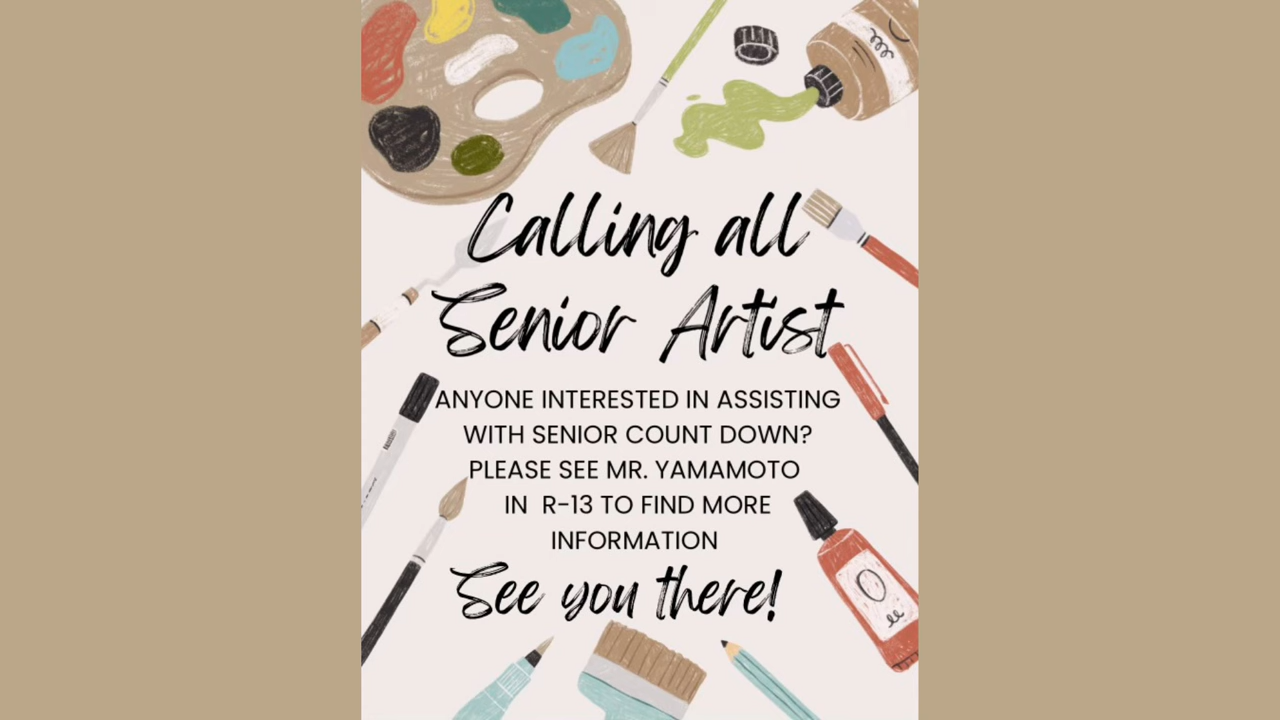 Calling all
Senior Artist
ANYONE INTERESTED IN ASSISTING
WITH SENIOR COUNT DOWN?
PLEASE SEE MR. YAMAMOTO
IN R-13 TO FIND MORE
INFORMATION
See you there!